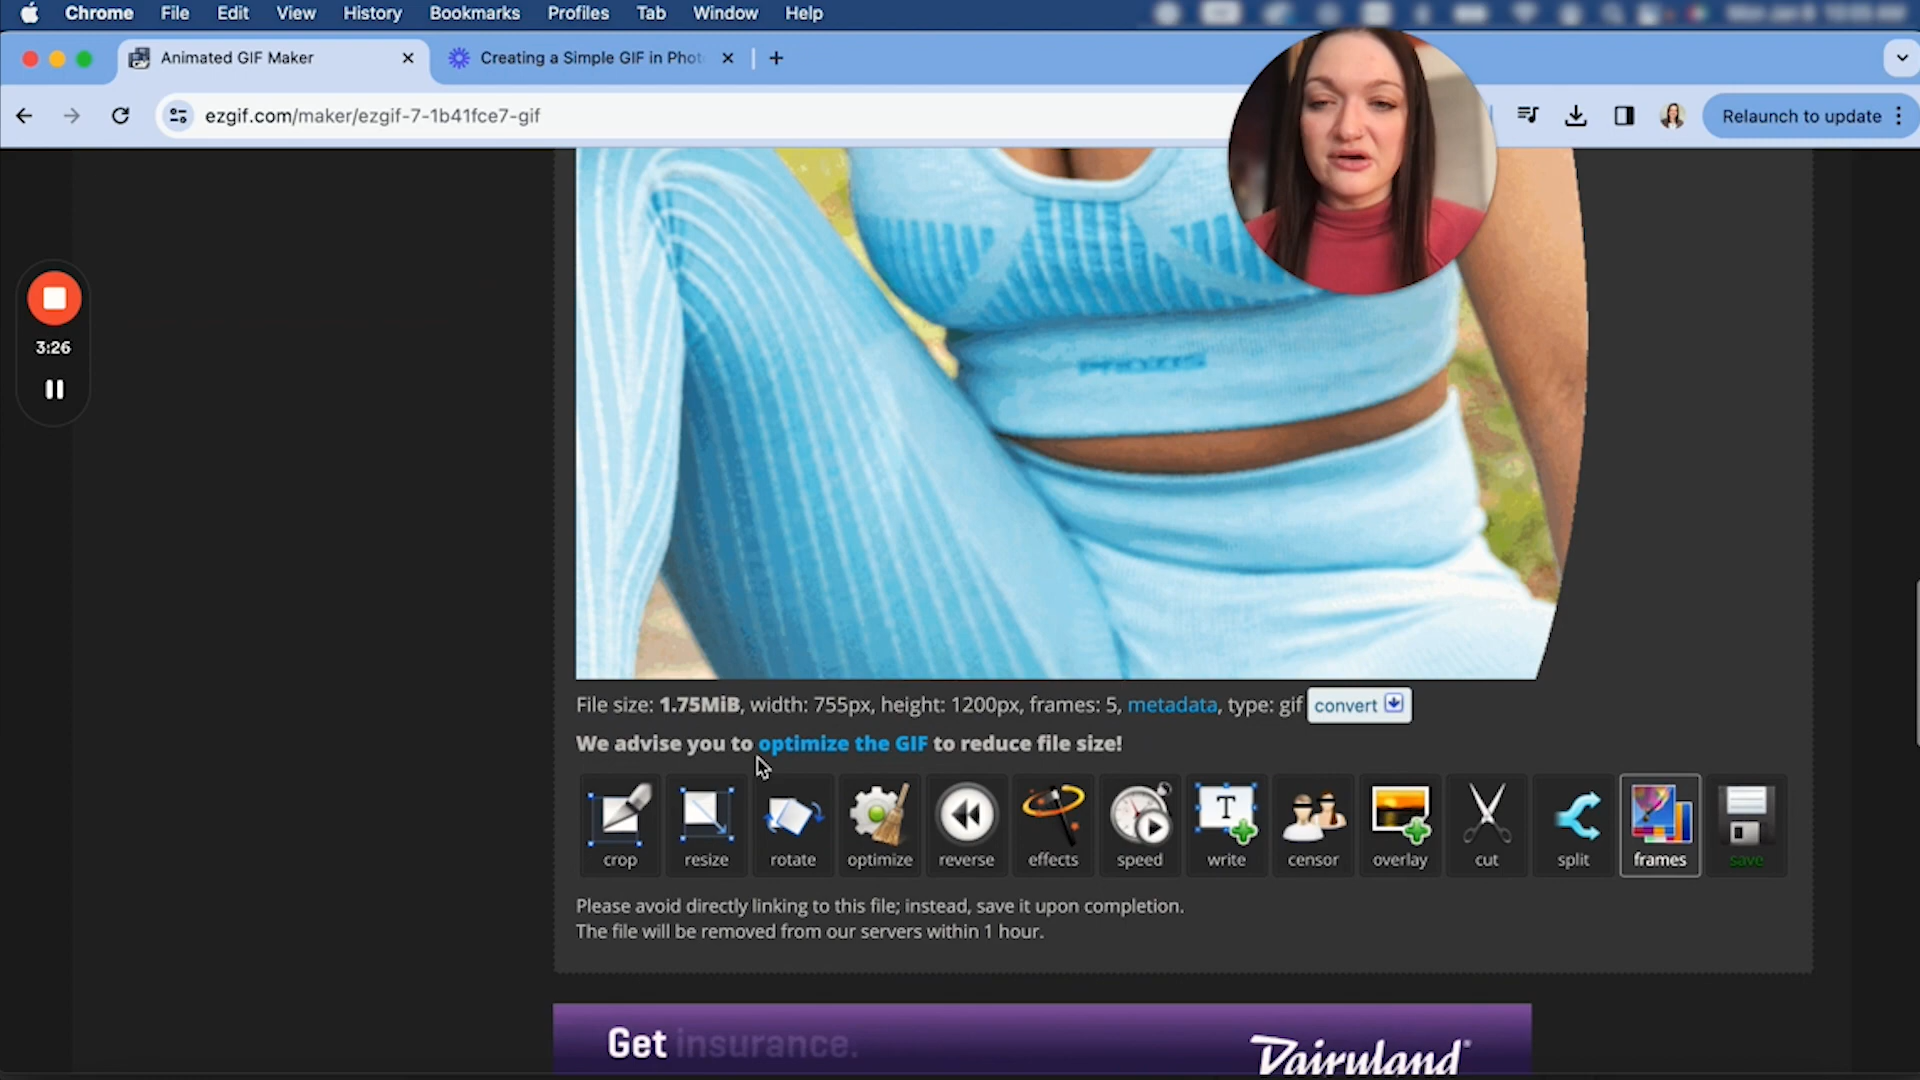 Chrome File Edit View History Bookmarks Profiles Tab Window Help
Animated GIF Maker
Creating a Simple GIF in Phot
ezgif.com/maker/ezgif-7-1b41fce7-gif
Relaunch to update
3:26
File size: 1.75MiB, width: 755px, height: 1200px, frames: 5, metadata, type: gif convert
We advise you to optimize the GIF to reduce file size!
crop resize rotate optimize reverse effects speed write censor overlay cut split frames save
Please avoid directly linking to this file; instead, save it upon completion.
The file will be removed from our servers within 1 hour.
Get insurance.
Dairyland